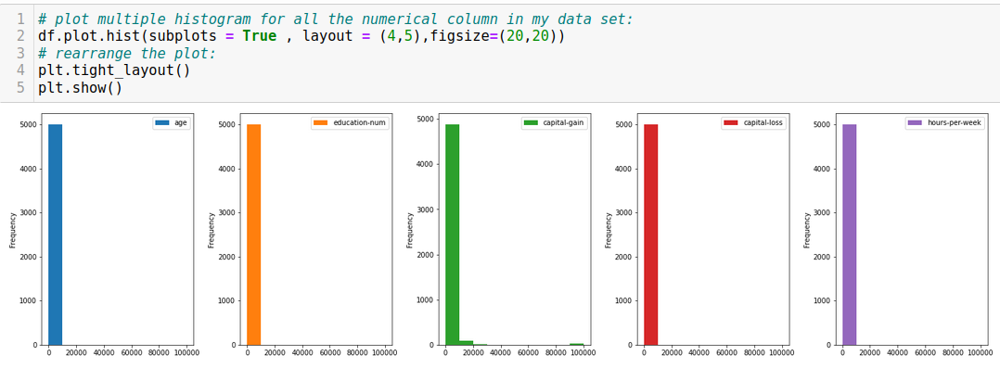 1 # plot multiple histogram for all the numerical column in my data set:
2 df.plot.hist(subplots = True , layout = (4,5),figsize=(20,20))
3 # rearrange the plot:
4 plt.tight_layout()
5 plt.show()
age
5000
4000
3000
2000
1000
0
Frequency
0 20000 40000 60000 80000 100000
education-num
5000
4000
3000
2000
1000
0
Frequency
0 20000 40000 60000 80000 100000
capital-gain
5000
4000
3000
2000
1000
0
Frequency
0 20000 40000 60000 80000 100000
capital-loss
5000
4000
3000
2000
1000
0
Frequency
0 20000 40000 60000 80000 100000
hours-per-week
5000
4000
3000
2000
1000
0
Frequency
0 20000 40000 60000 80000 100000